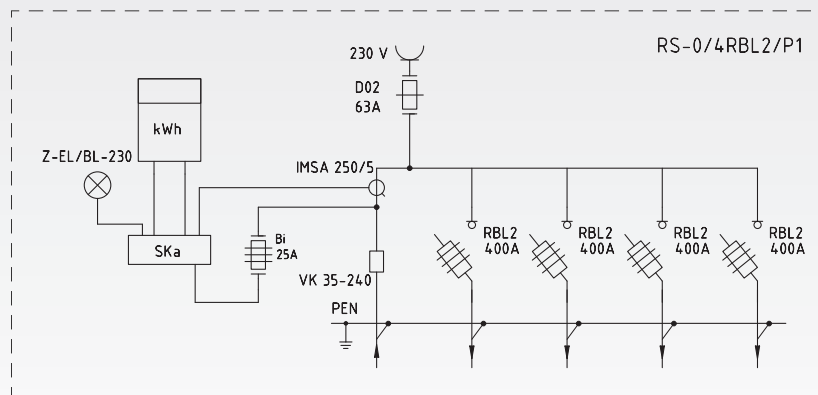 RS-0/4RBL2/P1
230 V
D02
63A
kWh
Z-EL/BL-230
IMSA 250/5
SKa
Bi
25A
VK 35-240
RBL2
400A
RBL2
400A
RBL2
400A
RBL2
400A
PEN